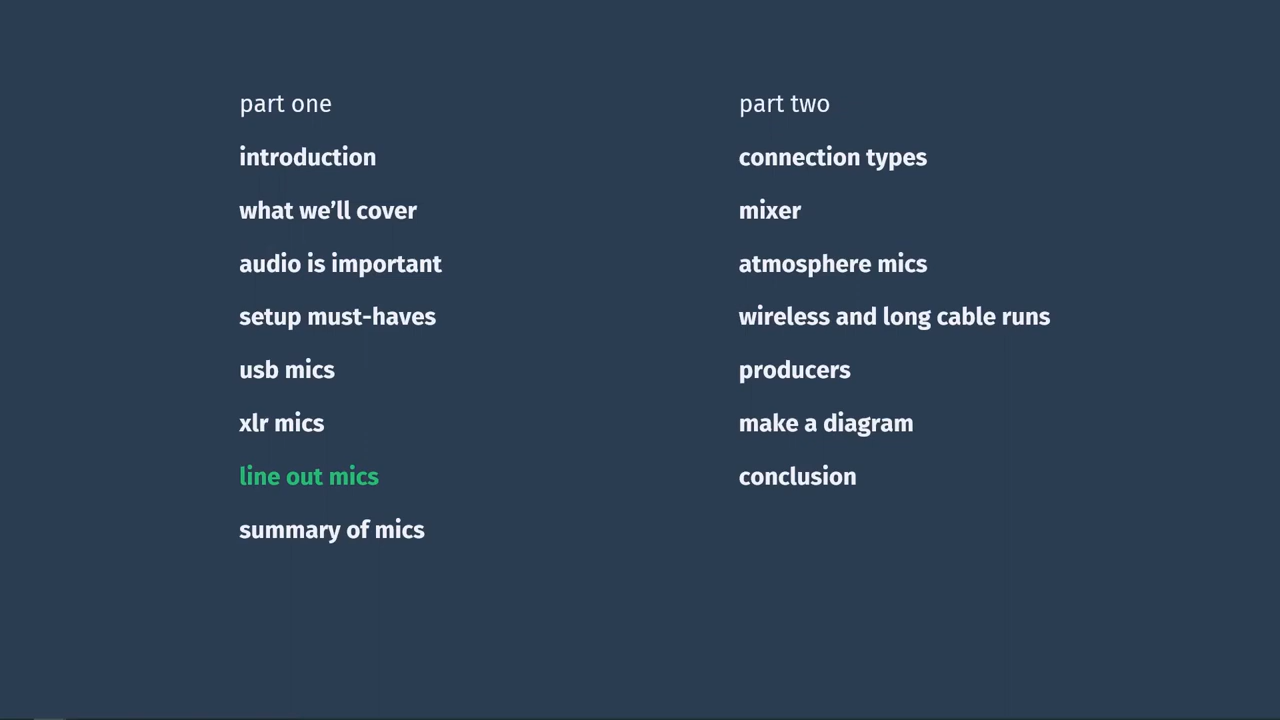 part one
introduction
what we’ll cover
audio is important
setup must-haves
usb mics
xlr mics
line out mics
summary of mics
part two
connection types
mixer
atmosphere mics
wireless and long cable runs
producers
make a diagram
conclusion